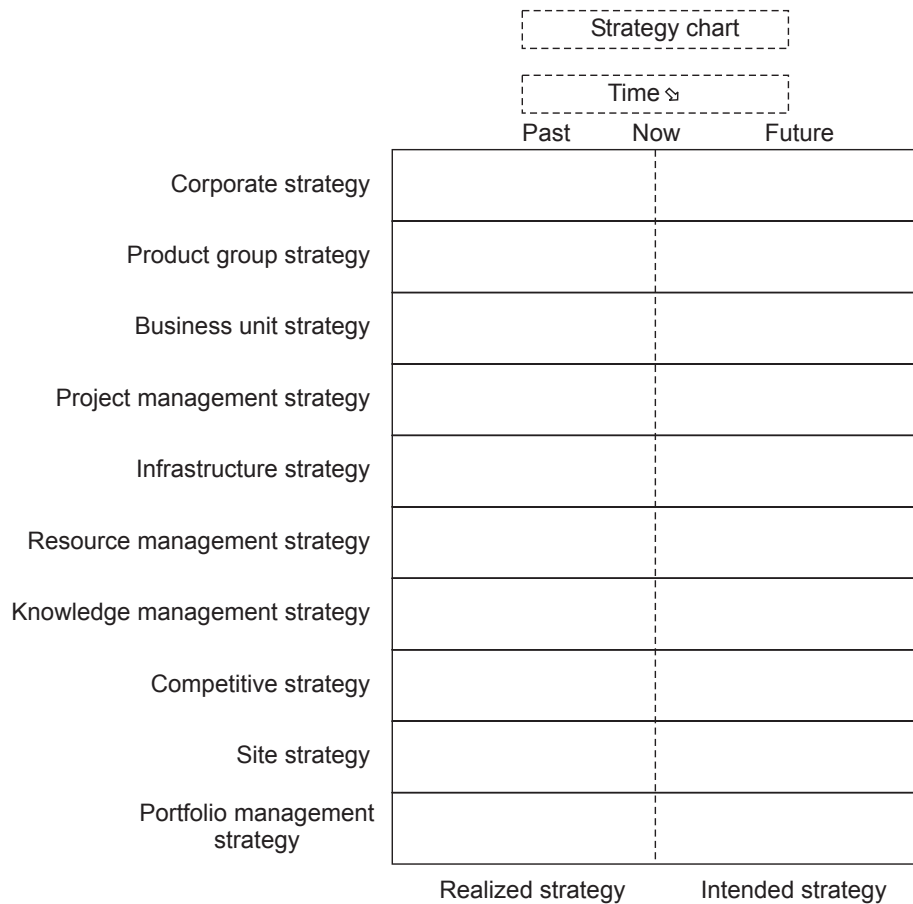 Strategy chart
Time ⇘
Past Now Future
Corporate strategy
Product group strategy
Business unit strategy
Project management strategy
Infrastructure strategy
Resource management strategy
Knowledge management strategy
Competitive strategy
Site strategy
Portfolio management
strategy
Realized strategy Intended strategy